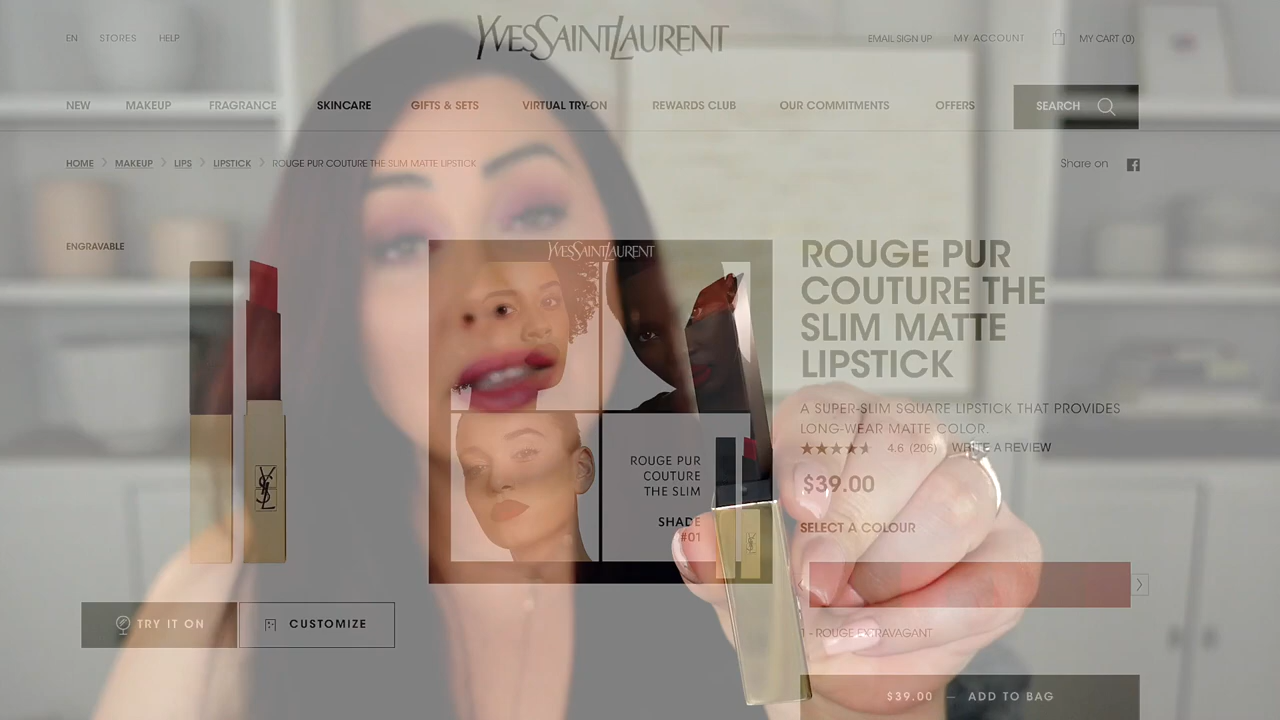 YVESSAINTLAURENT
EN STORES HELP
EMAIL SIGN UP MY ACCOUNT MY CART (0)
NEW MAKEUP FRAGRANCE SKINCARE GIFTS & SETS VIRTUAL TRY-ON REWARDS CLUB OUR COMMITMENTS OFFERS SEARCH
HOME MAKEUP LIPS LIPSTICK ROUGE PUR COUTURE THE SLIM MATTE LIPSTICK
Share on
ENGRAVABLE
YVESSAINTLAURENT
ROUGE PUR
COUTURE
THE SLIM
SHADE
#01
YSL
TRY IT ON CUSTOMIZE
ROUGE PUR
COUTURE THE
SLIM MATTE
LIPSTICK
A SUPER-SLIM SQUARE LIPSTICK THAT PROVIDES
LONG-WEAR MATTE COLOR.
4.6 (206) WRITE A REVIEW
$39.00
SELECT A COLOUR
1 - ROUGE EXTRAVAGANT
$39.00 — ADD TO BAG